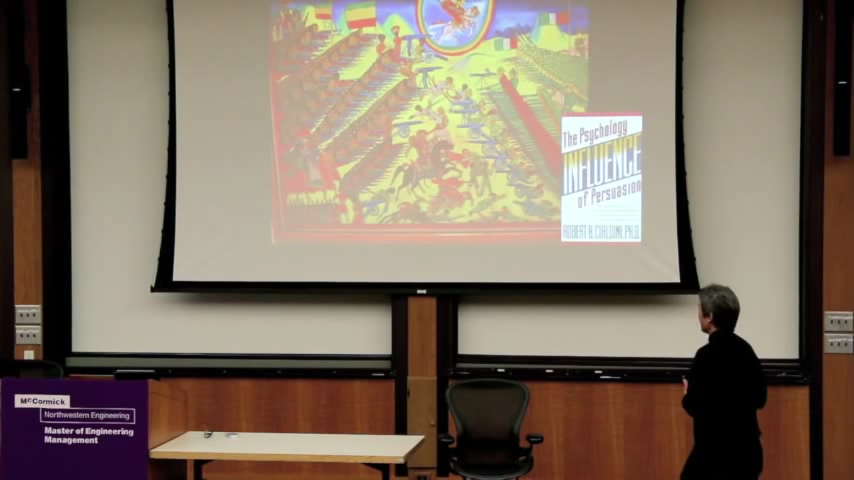 The Psychology
INFLUENCE
of Persuasion
ROBERT B. CIALDINI, PH.D.
McCormick
Northwestern Engineering
Master of Engineering
Management